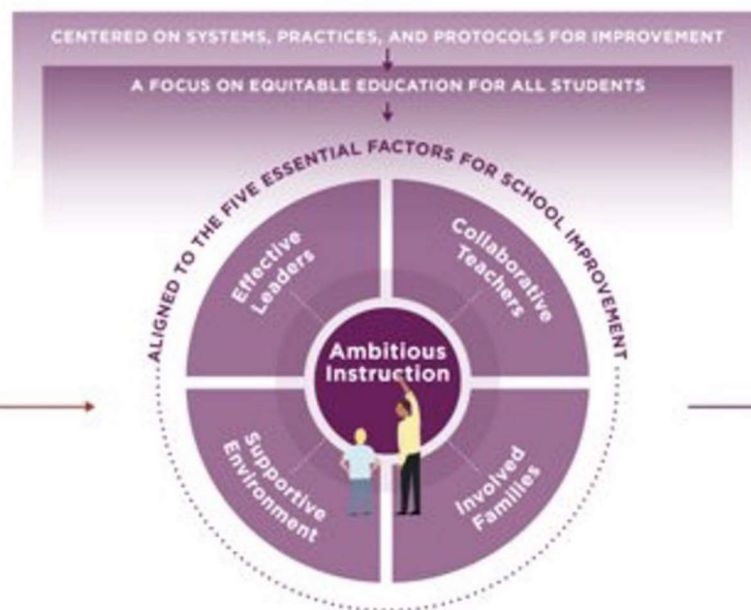 CENTERED ON SYSTEMS, PRACTICES, AND PROTOCOLS FOR IMPROVEMENT
A FOCUS ON EQUITABLE EDUCATION FOR ALL STUDENTS
ALIGNED TO THE FIVE ESSENTIAL FACTORS FOR SCHOOL IMPROVEMENT
Effective
Leaders
Collaborative
Teachers
Ambitious
Instruction
Supportive
Environment
Involved
Families